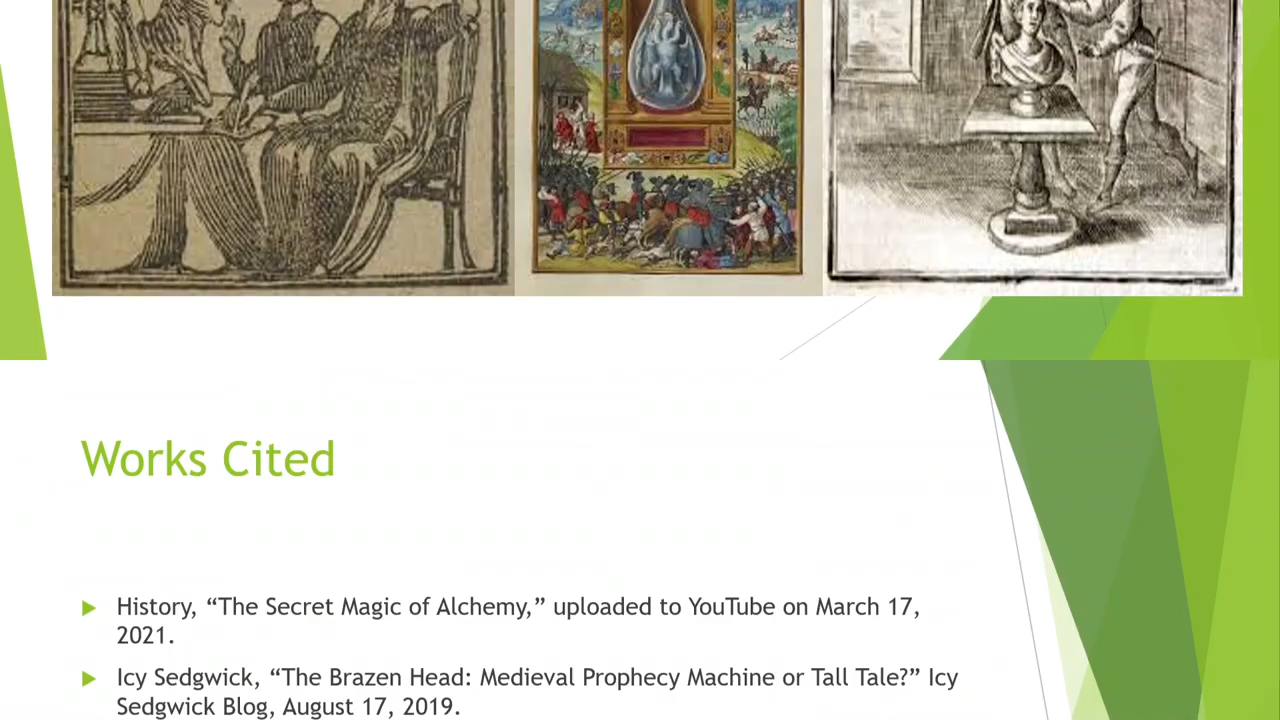 Works Cited
History, “The Secret Magic of Alchemy,” uploaded to YouTube on March 17,
2021.
Icy Sedgwick, “The Brazen Head: Medieval Prophecy Machine or Tall Tale?” Icy
Sedgwick Blog, August 17, 2019.